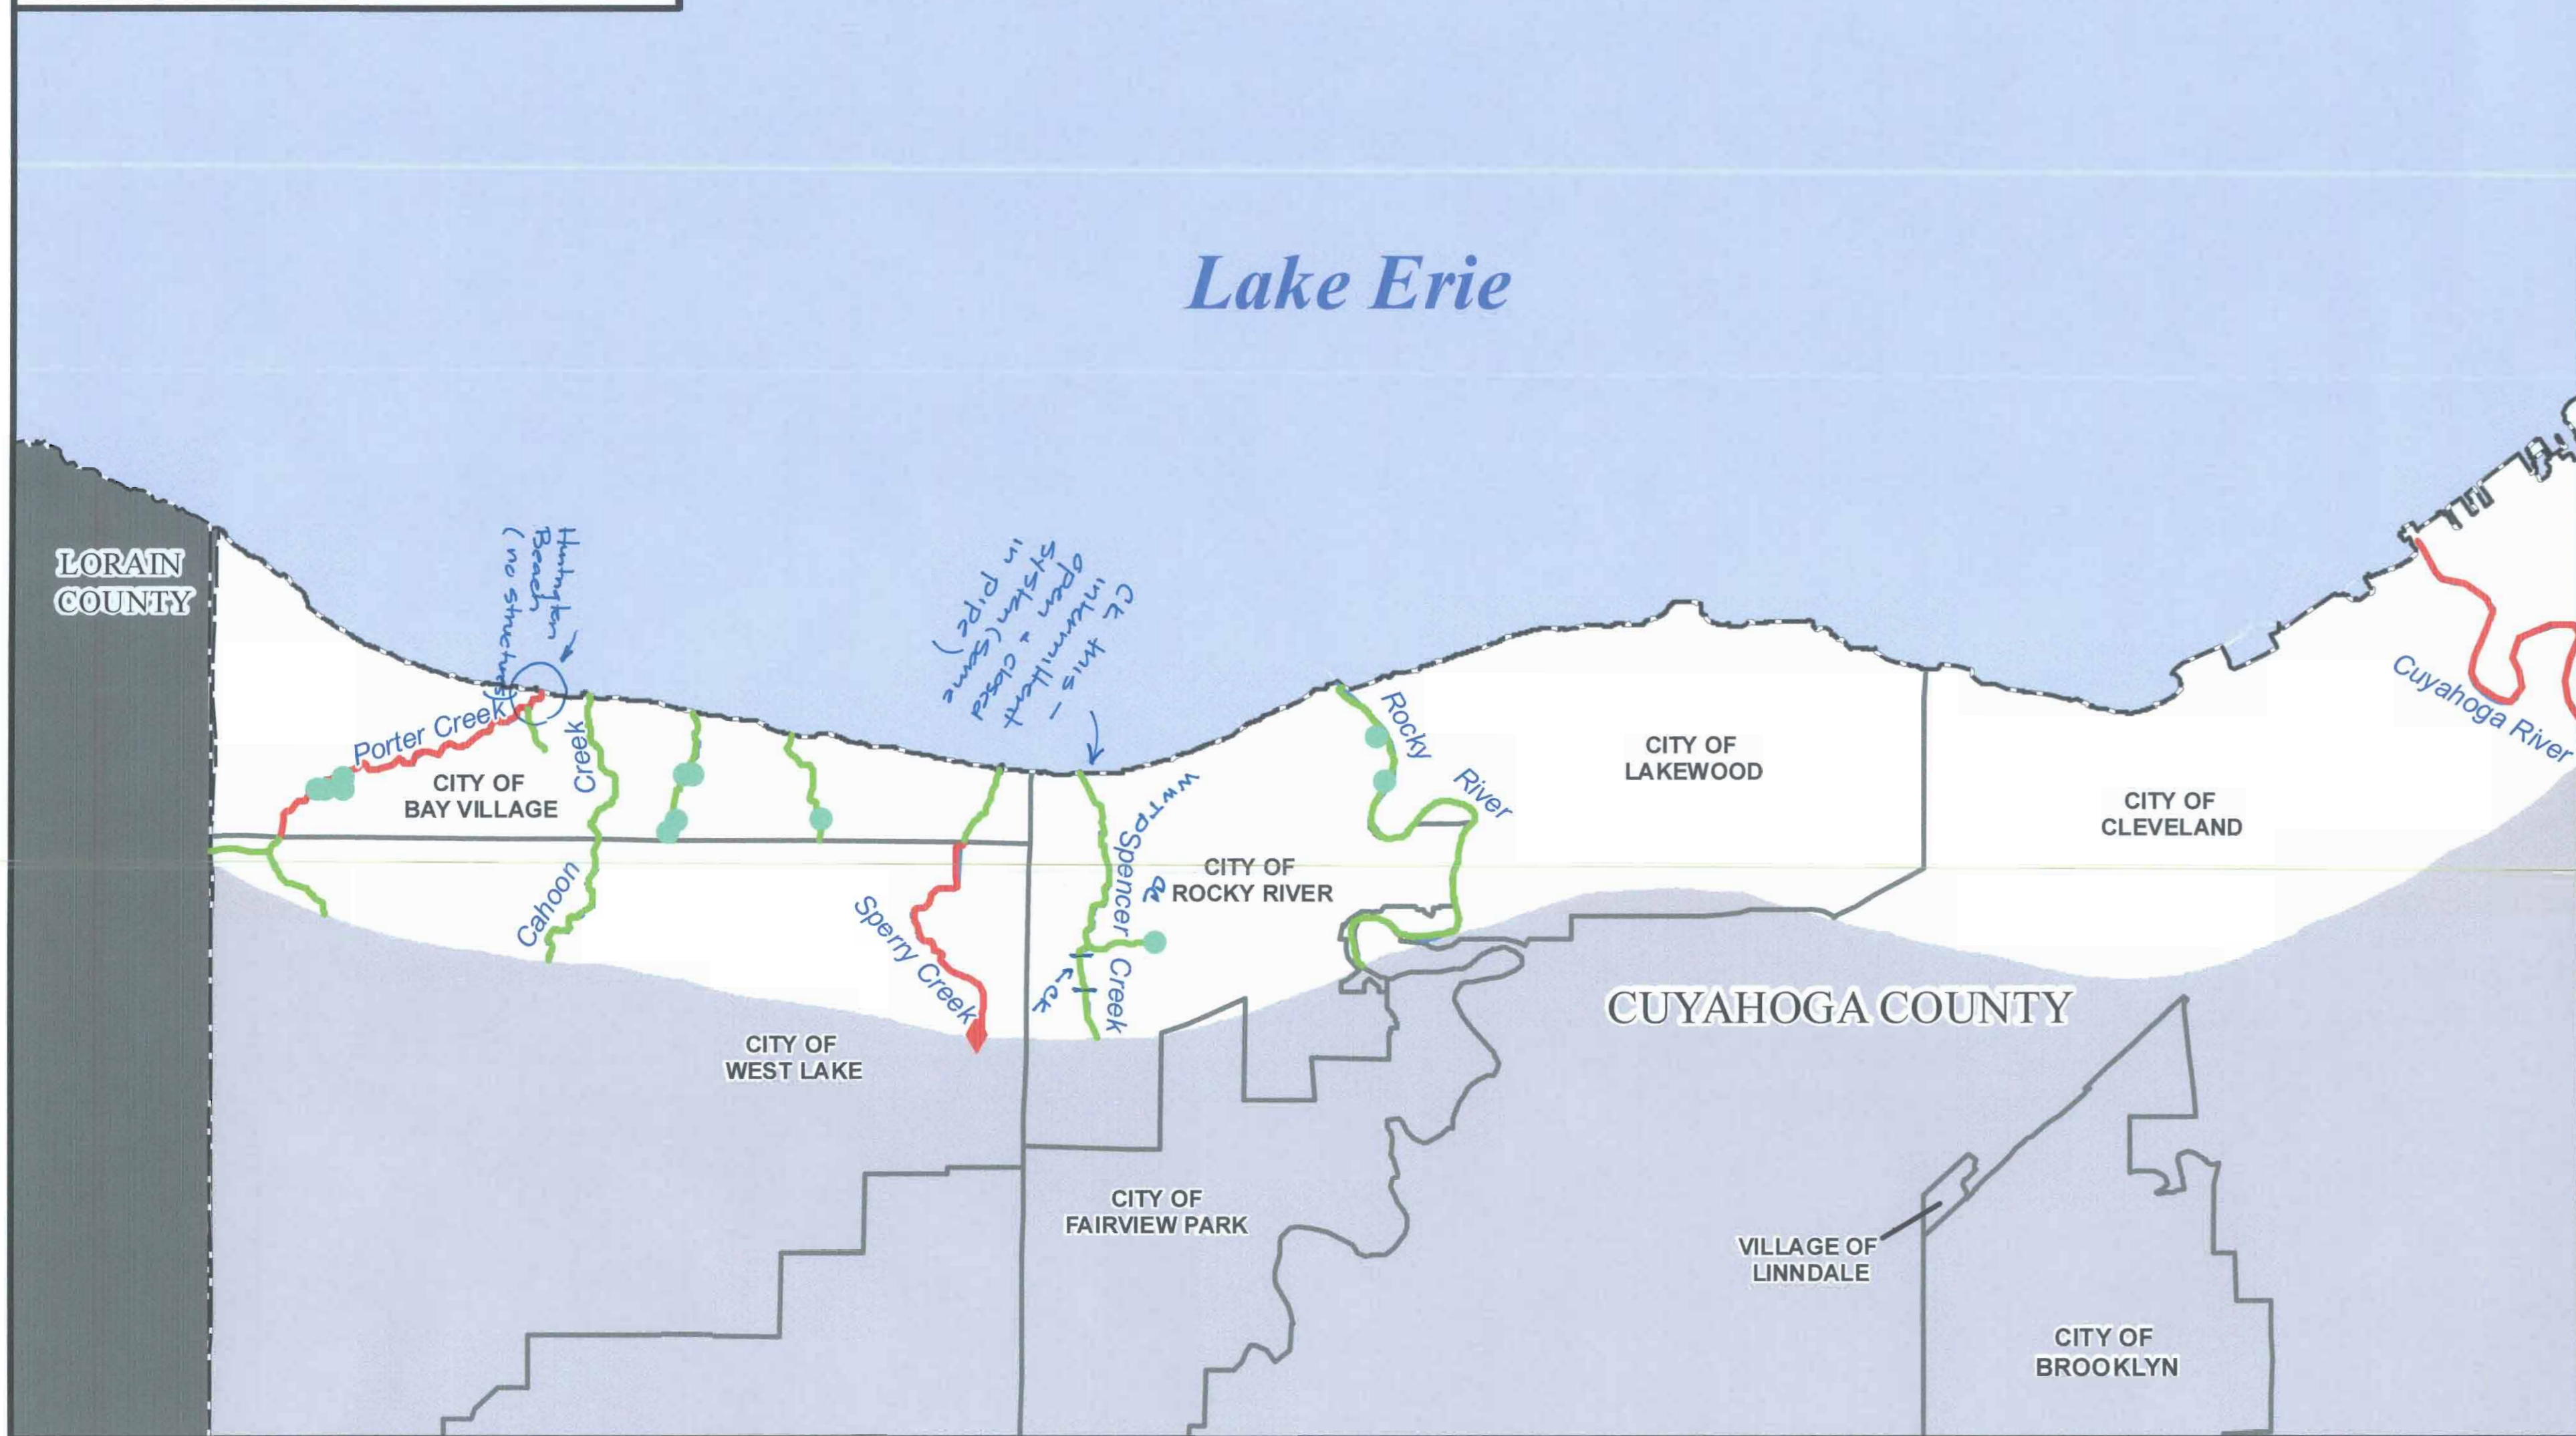 Lake Erie
LORAIN
COUNTY
Huntington
Beach
(no structures)
Ck this –
intermittent
open & closed
system (some
in pipe)
Porter Creek
CITY OF
BAY VILLAGE
Cahoon
Creek
Sperny Creek
WWTP
Spencer Creek
← CK
CITY OF
ROCKY RIVER
Rocky
River
CITY OF
LAKEWOOD
CITY OF
CLEVELAND
Cuyahoga River
CUYAHOGA COUNTY
CITY OF
WEST LAKE
CITY OF
FAIRVIEW PARK
VILLAGE OF
LINNDALE
CITY OF
BROOKLYN